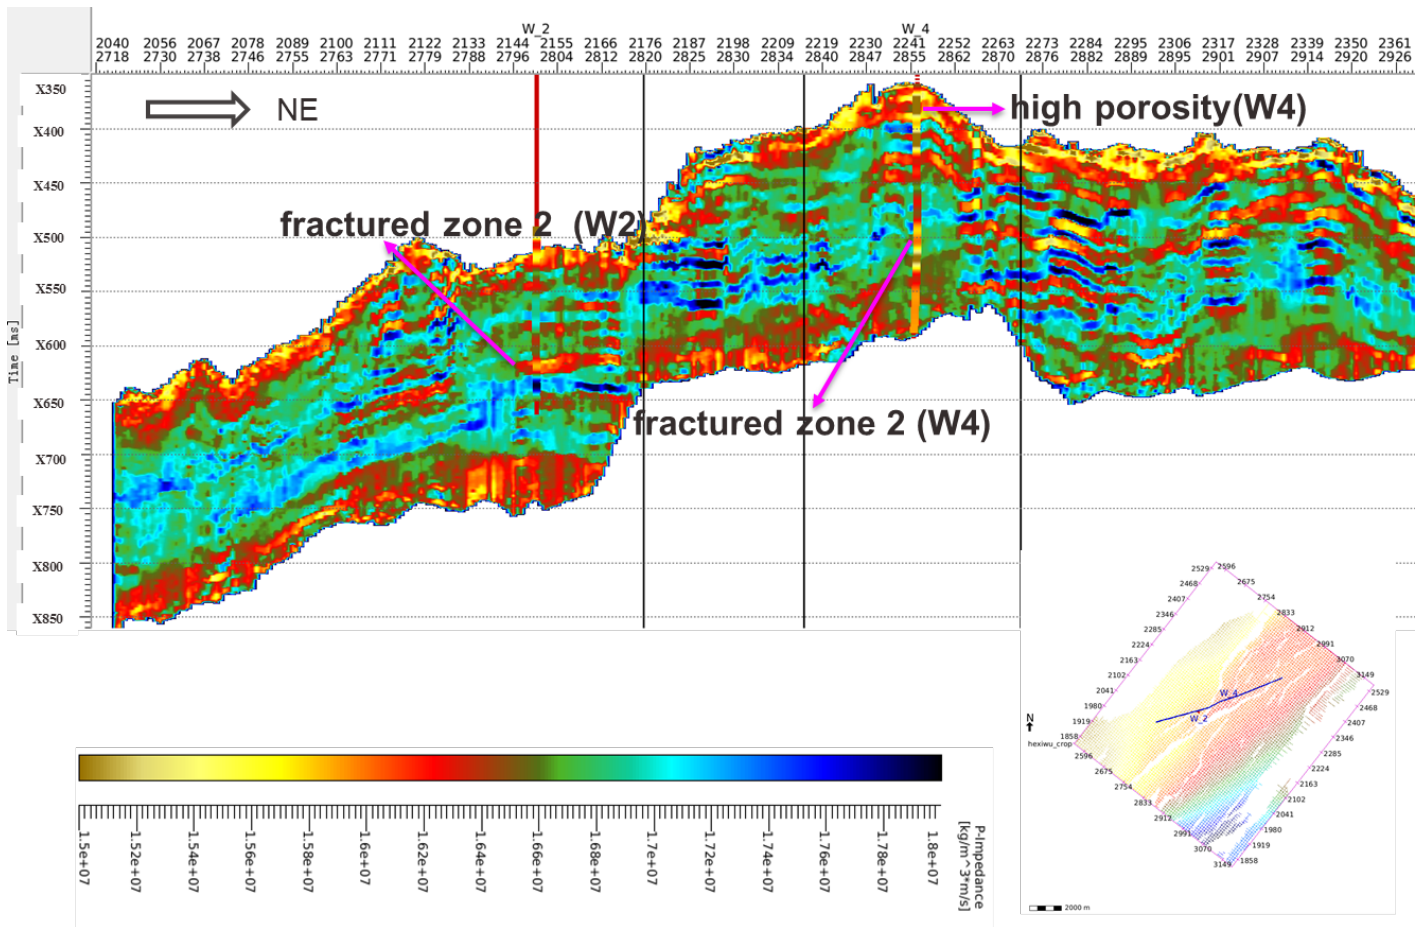 W_2 W_4
2040 2056 2067 2078 2089 2100 2111 2122 2133 2144 2155 2166 2176 2187 2198 2209 2219 2230 2241 2252 2263 2273 2284 2295 2306 2317 2328 2339 2350 2361
2718 2730 2738 2746 2755 2763 2771 2779 2788 2796 2804 2812 2820 2825 2830 2834 2840 2847 2855 2862 2870 2876 2882 2889 2895 2901 2907 2914 2920 2926
X350
NE
high porosity(W4)
X400
X450
fractured zone 2 (W2)
X500
X550
X600
Time [ms]
X650
fractured zone 2 (W4)
X700
X750
X800
X850
2529 2596
2468 2675
2407 2754
2346 2833
2285 2912
2224 2991
2163 3070
2102 3149
2041 2529
1980 2468
1919 2407
1858 2346
W_4
W_2
N
hexiwu_crop
2596 2285
2675 2224
2754 2163
2833 2102
2912 2041
2991 1980
3070 1919
3149 1858
2000 m
1.5e+07 1.52e+07 1.54e+07 1.56e+07 1.58e+07 1.6e+07 1.62e+07 1.64e+07 1.66e+07 1.68e+07 1.7e+07 1.72e+07 1.74e+07 1.76e+07 1.78e+07 1.8e+07
P-Impedance
[kg/m^3*m/s]